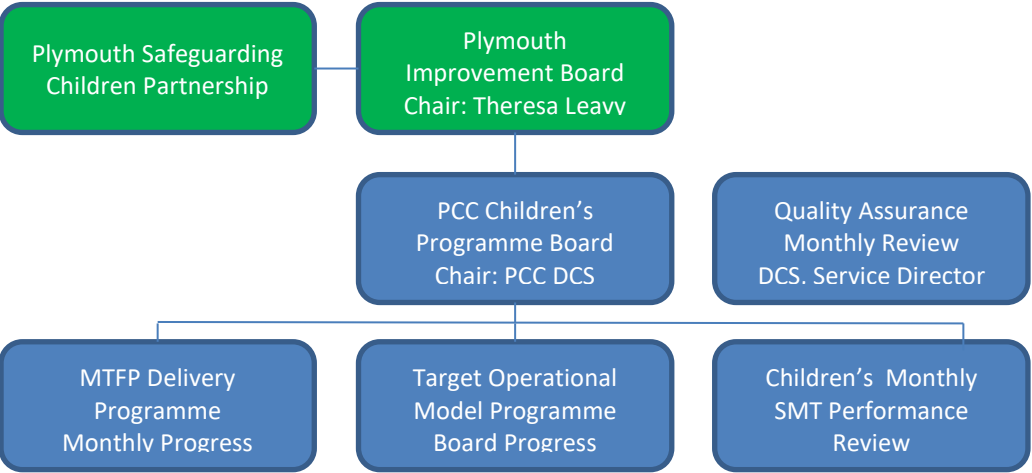 Plymouth Safeguarding
Children Partnership
Plymouth
Improvement Board
Chair: Theresa Leavy
PCC Children’s
Programme Board
Chair: PCC DCS
Quality Assurance
Monthly Review
DCS. Service Director
MTFP Delivery
Programme
Monthly Progress
Target Operational
Model Programme
Board Progress
Children’s Monthly
SMT Performance
Review